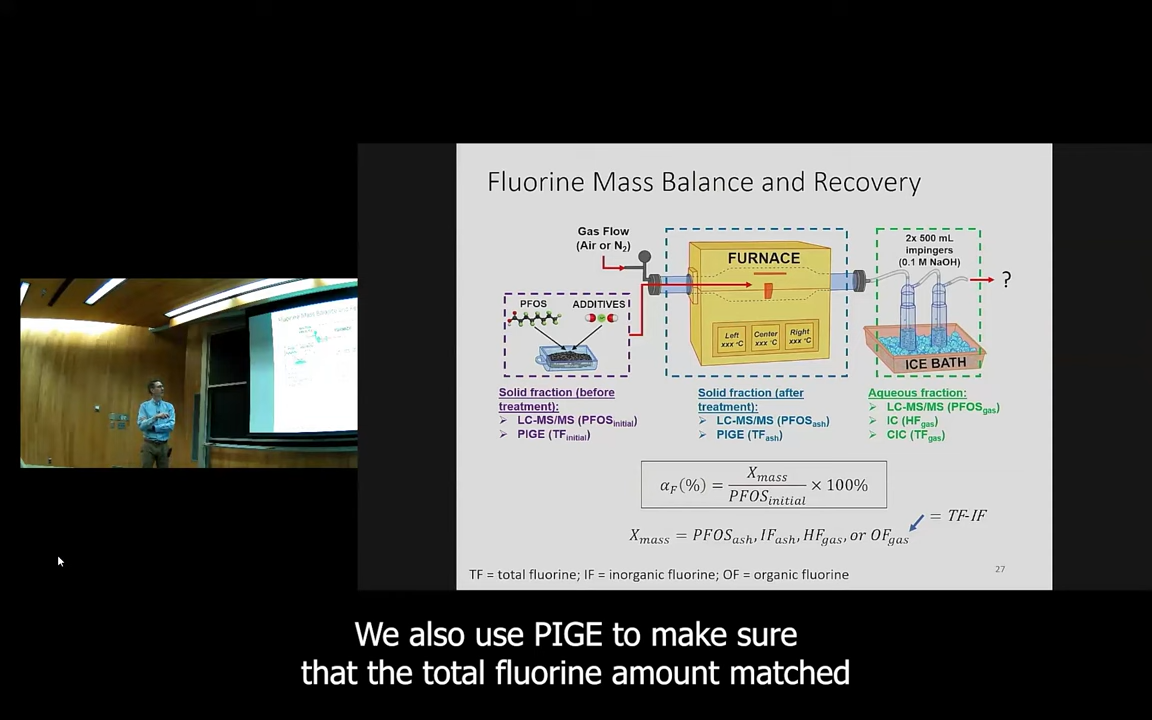 Fluorine Mass Balance and Recovery
Gas Flow
(Air or N₂)
PFOS
ADDITIVES
FURNACE
Left
xxx °C
Center
xxx °C
Right
xxx °C
2x 500 mL
impingers
(0.1 M NaOH)
?
ICE BATH
Solid fraction (before
treatment):
➢ LC-MS/MS (PFOSinitial)
➢ PIGE (TFinitial)
Solid fraction (after
treatment):
➢ LC-MS/MS (PFOSash)
➢ PIGE (TFash)
Aqueous fraction:
➢ LC-MS/MS (PFOSgas)
➢ IC (HFgas)
➢ CIC (TFgas)
αF(%) = Xmass / PFOSinitial × 100%
= TF-IF
Xmass = PFOSash, IFash, HFgas, or OFgas
TF = total fluorine; IF = inorganic fluorine; OF = organic fluorine
27
We also use PIGE to make sure
that the total fluorine amount matched